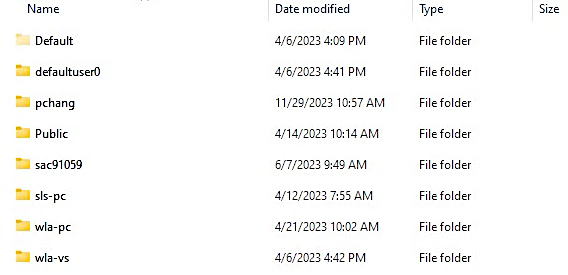 Name Date modified Type Size
Default 4/6/2023 4:09 PM File folder
defaultuser0 4/6/2023 4:41 PM File folder
pchang 11/29/2023 10:57 AM File folder
Public 4/14/2023 10:14 AM File folder
sac91059 6/7/2023 9:49 AM File folder
sls-pc 4/12/2023 7:55 AM File folder
wla-pc 4/21/2023 10:02 AM File folder
wla-vs 4/6/2023 4:42 PM File folder